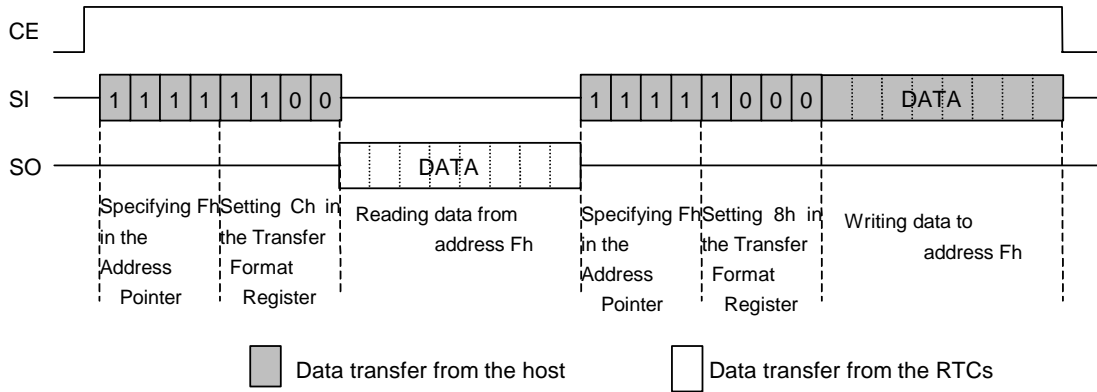 CE
SI
1 1 1 1 1 1 0 0
1 1 1 1 1 0 0 0
DATA
SO
DATA
Specifying Fh
in the
Address
Pointer
Setting Ch in
the Transfer
Format
Register
Reading data from
address Fh
Specifying Fh
in the
Address
Pointer
Setting 8h in
the Transfer
Format
Register
Writing data to
address Fh
Data transfer from the host
Data transfer from the RTCs